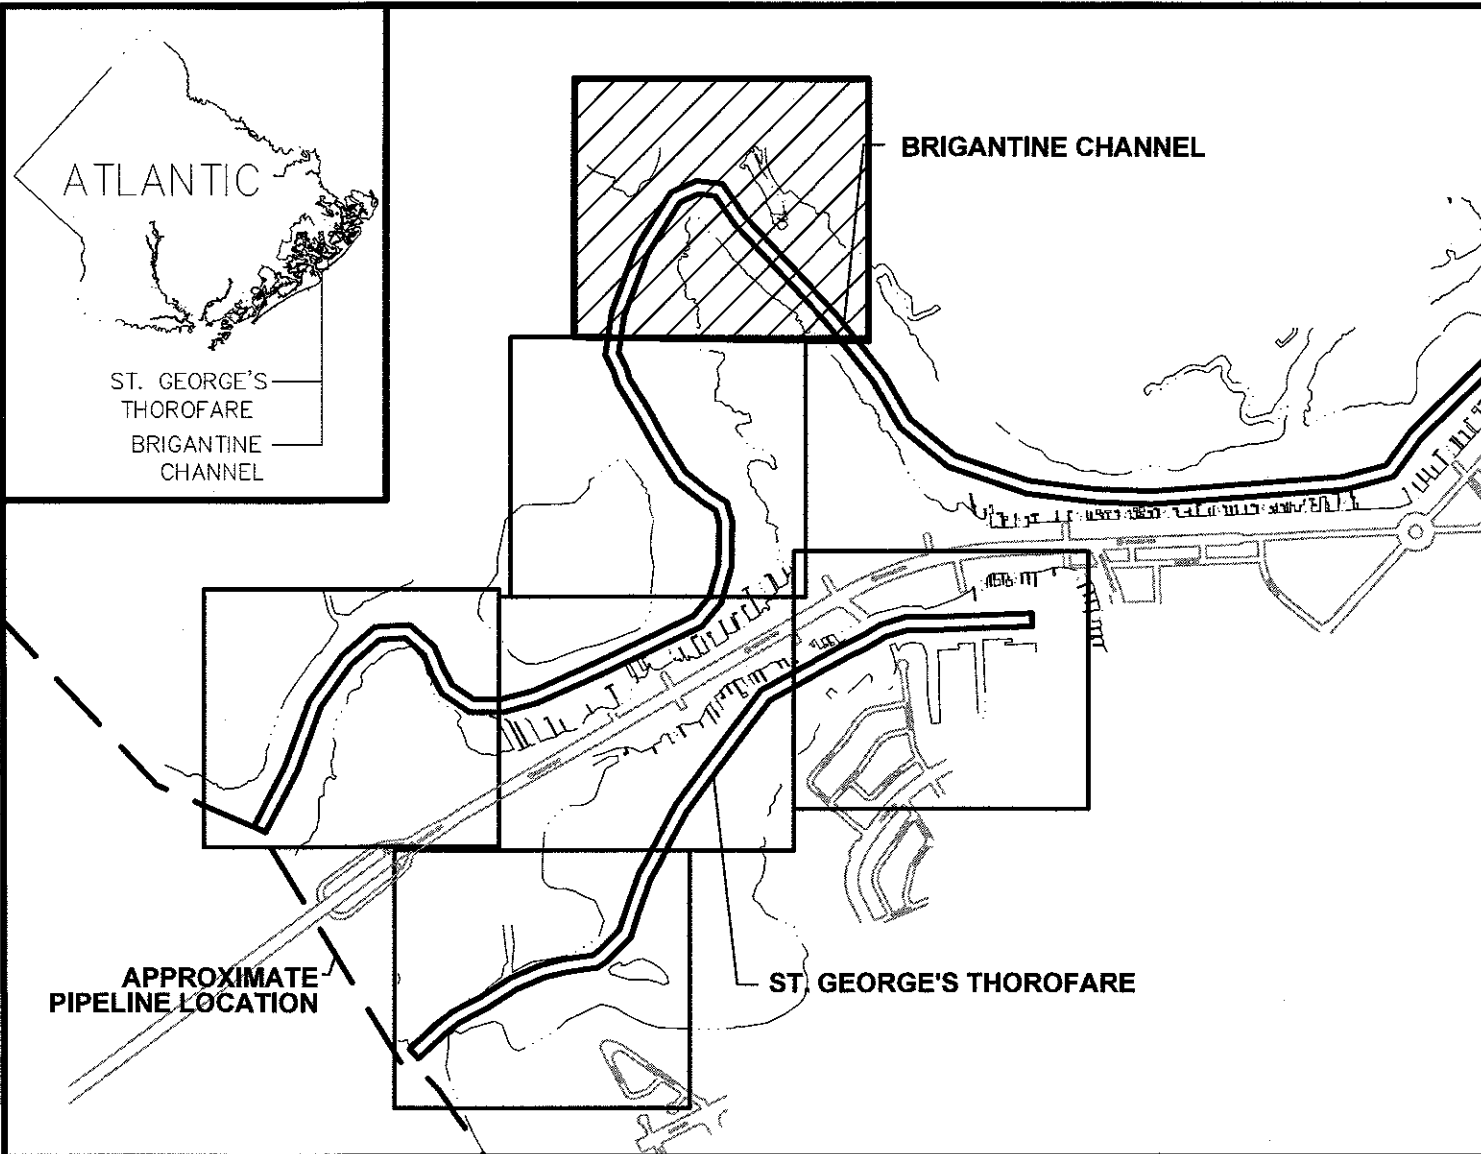 ATLANTIC
ST. GEORGE'S
THOROFARE
BRIGANTINE
CHANNEL
BRIGANTINE CHANNEL
APPROXIMATE
PIPELINE LOCATION
ST. GEORGE'S THOROFARE